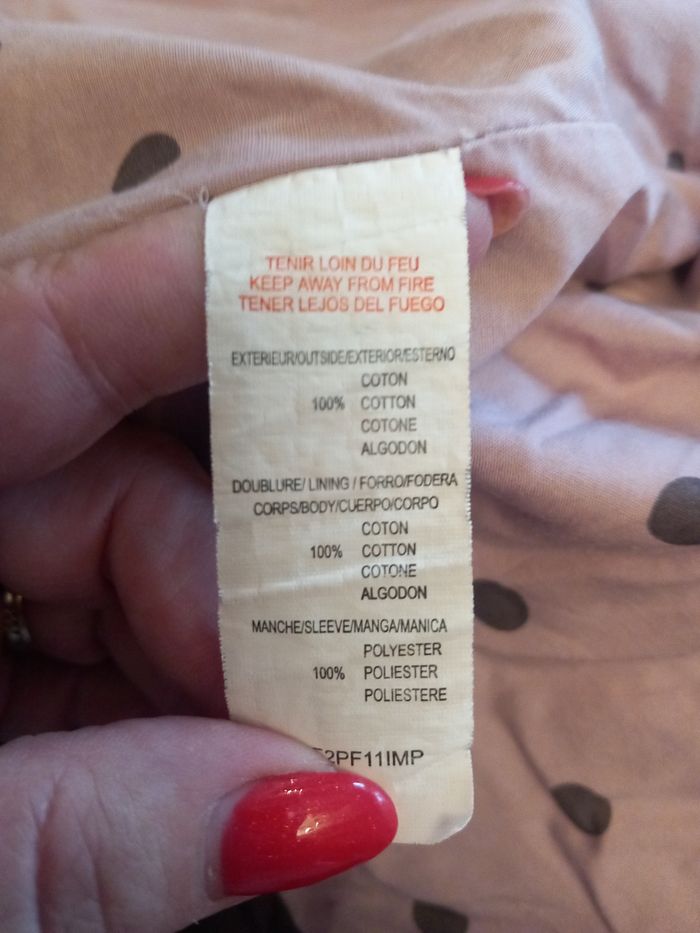 TENIR LOIN DU FEU
KEEP AWAY FROM FIRE
TENER LEJOS DEL FUEGO
EXTERIEUR/OUTSIDE/EXTERIOR/ESTERNO
COTON
100% COTTON
COTONE
ALGODON
DOUBLURE/ LINING / FORRO/FODERA
CORPS/BODY/CUERPO/CORPO
COTON
100% COTTON
COTONE
ALGODON
MANCHE/SLEEVE/MANGA/MANICA
POLYESTER
100% POLIESTER
POLIESTERE